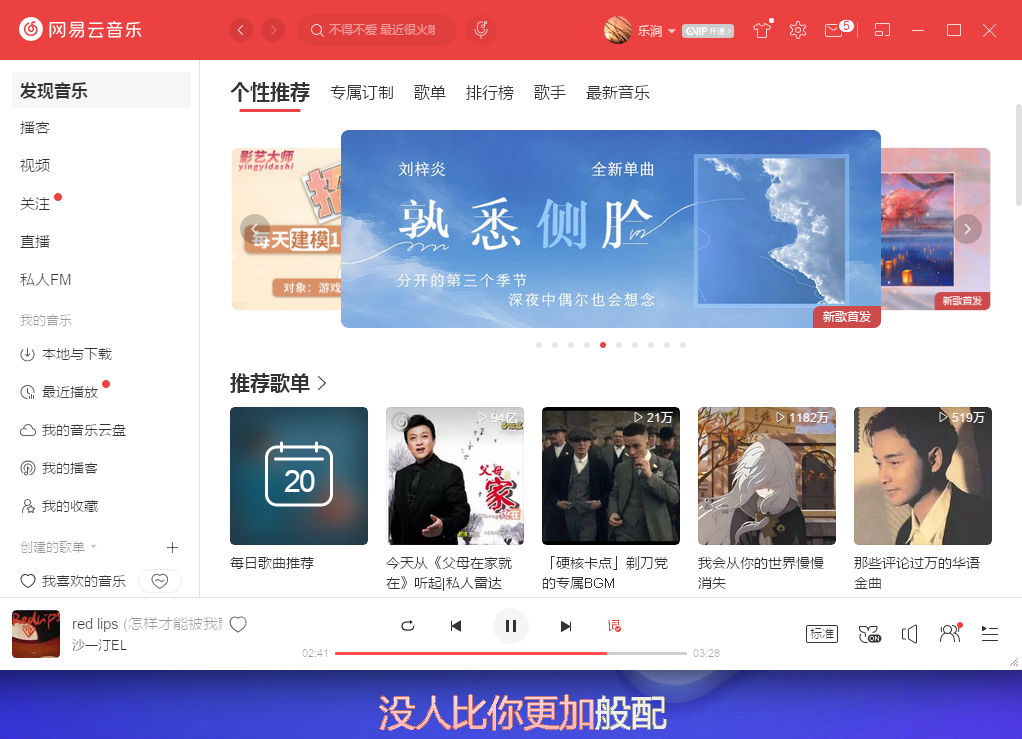 网易云音乐
不得不爱 最近很火
乐涧
VIP 开通
5
发现音乐
播客
视频
关注
直播
私人FM
我的音乐
本地与下载
最近播放
我的音乐云盘
我的播客
我的收藏
创建的歌单
我喜欢的音乐
个性推荐 专属订制 歌单 排行榜 歌手 最新音乐
影艺大师
yingyidashi
每天建模1
对象：游戏
刘梓炎 全新单曲
孰悉侧脸
分开的第三个季节
深夜中偶尔也会想念
新歌首发
新歌首发
推荐歌单
20
每日歌曲推荐
94亿
父母
家
今天从《父母在家就
在》听起|私人雷达
21万
「硬核卡点」剃刀党
的专属BGM
1182万
我会从你的世界慢慢
消失
519万
那些评论过万的华语
金曲
red lips (怎样才能被我
沙一汀EL
词
02:41
03:28
标准
ON
没人比你更加般配